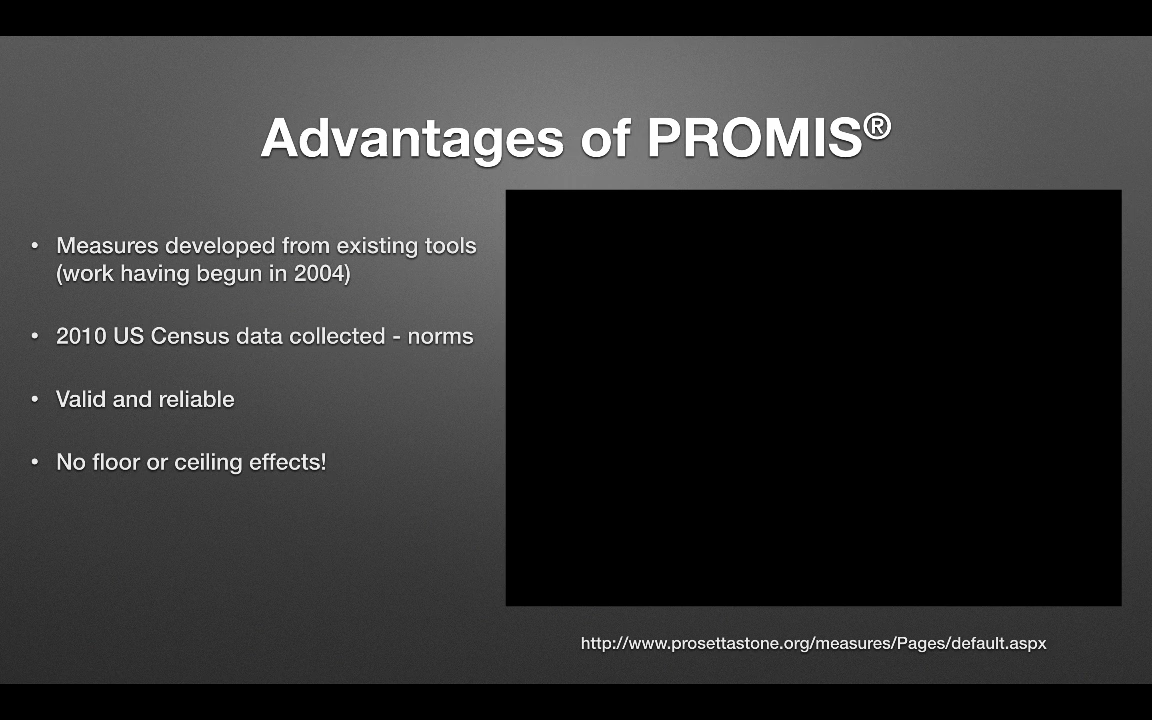 Advantages of PROMIS®
• Measures developed from existing tools
(work having begun in 2004)
• 2010 US Census data collected - norms
• Valid and reliable
• No floor or ceiling effects!
http://www.prosettastone.org/measures/Pages/default.aspx